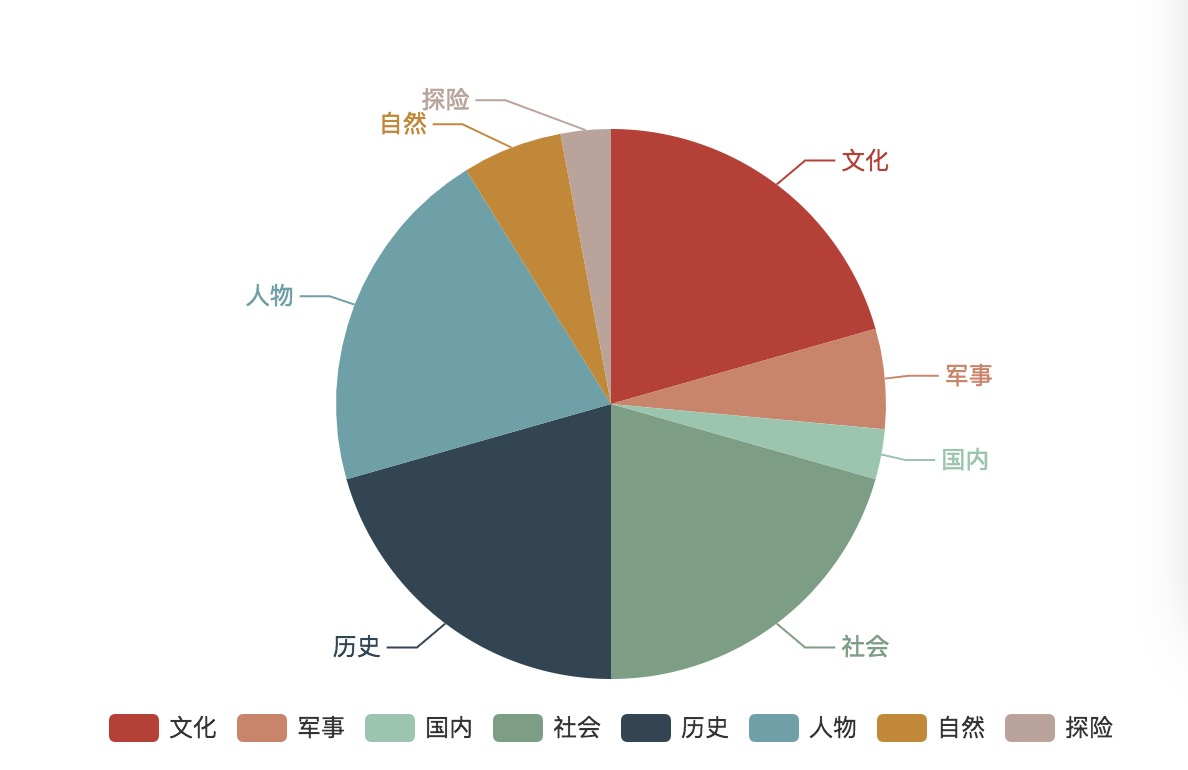 探险
自然
文化
人物
军事
国内
历史
社会
文化 军事 国内 社会 历史 人物 自然 探险